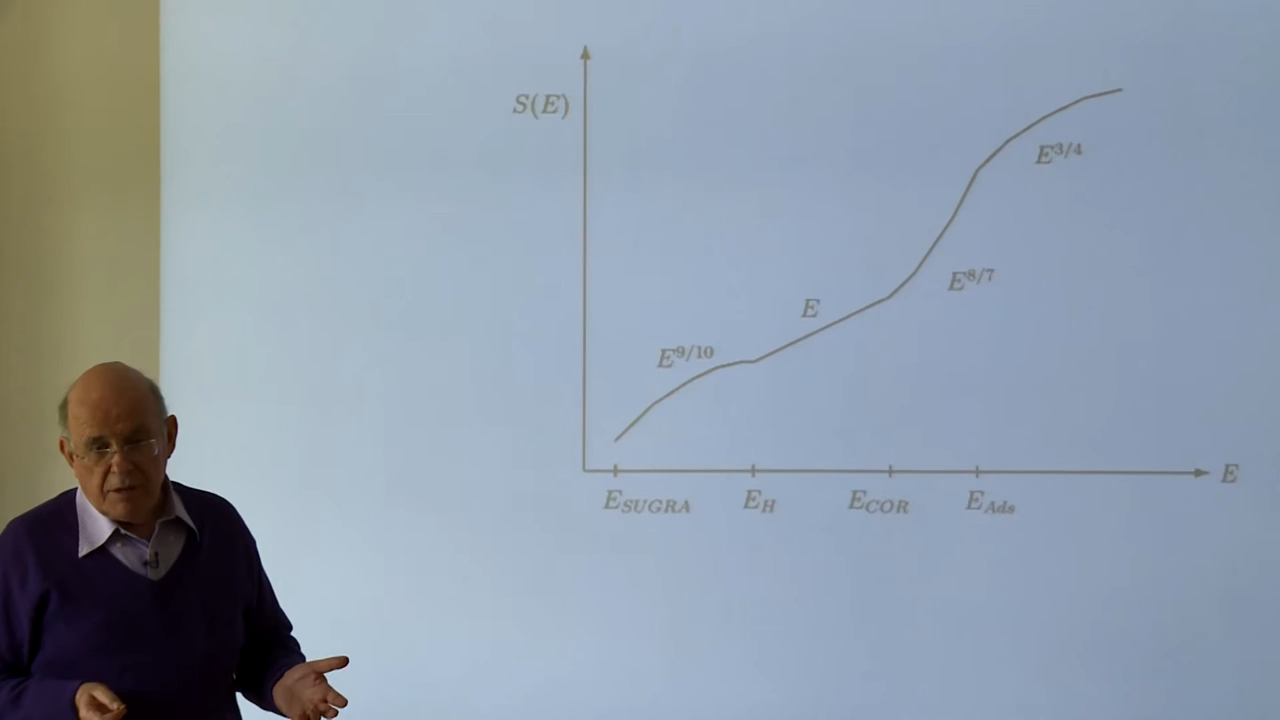 S(E)
E^{3/4}
E^{8/7}
E
E^{9/10}
E
E_{SUGRA} E_H E_{COR} E_{Ads}